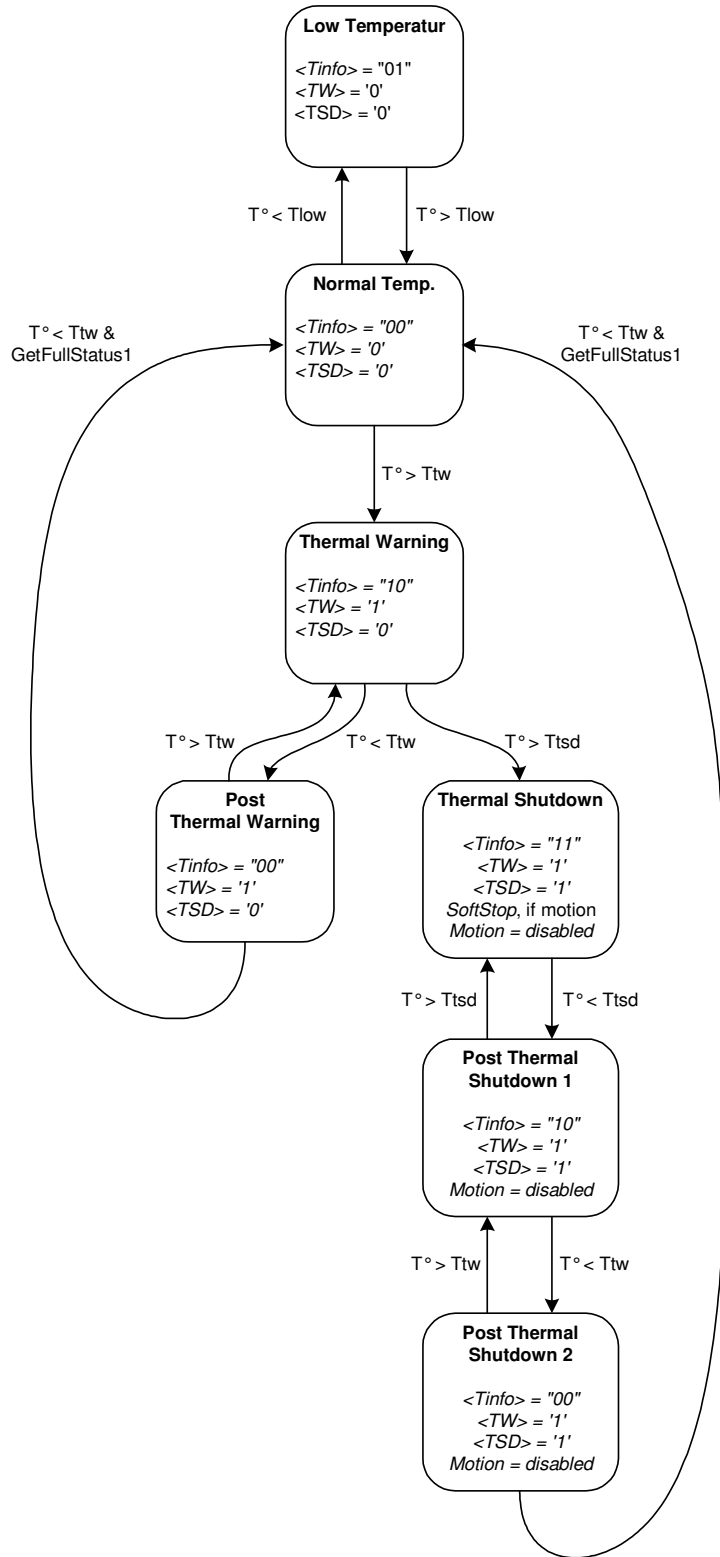 Low Temperatur
<Tinfo> = "01"
<TW> = '0'
<TSD> = '0'
T° < Tlow
T° > Tlow
Normal Temp.
<Tinfo> = "00"
<TW> = '0'
<TSD> = '0'
T° < Ttw &
GetFullStatus1
T° < Ttw &
GetFullStatus1
T° > Ttw
Thermal Warning
<Tinfo> = "10"
<TW> = '1'
<TSD> = '0'
T° > Ttw
T° < Ttw
T° > Ttsd
Post
Thermal Warning
<Tinfo> = "00"
<TW> = '1'
<TSD> = '0'
Thermal Shutdown
<Tinfo> = "11"
<TW> = '1'
<TSD> = '1'
SoftStop, if motion
Motion = disabled
T° > Ttsd
T° < Ttsd
Post Thermal
Shutdown 1
<Tinfo> = "10"
<TW> = '1'
<TSD> = '1'
Motion = disabled
T° > Ttw
T° < Ttw
Post Thermal
Shutdown 2
<Tinfo> = "00"
<TW> = '1'
<TSD> = '1'
Motion = disabled